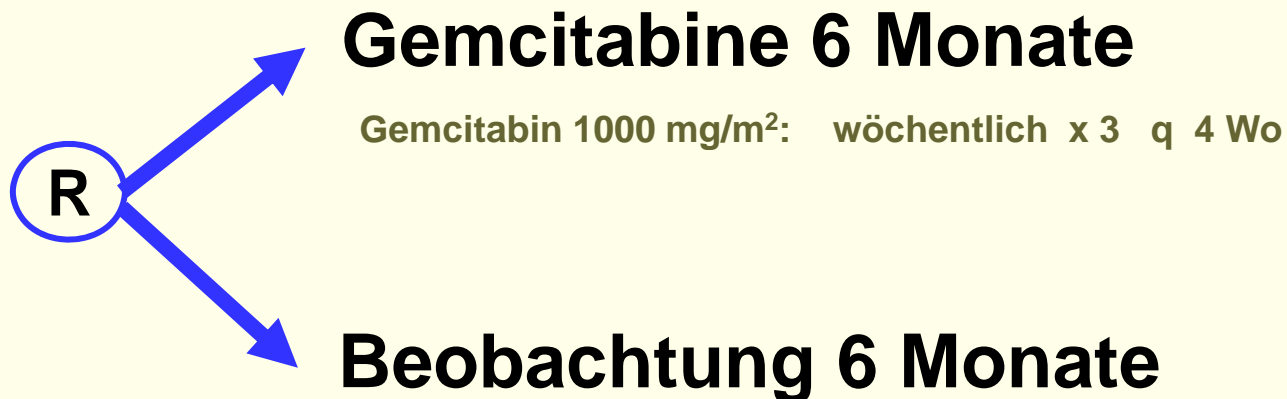 Gemcitabine 6 Monate
Gemcitabin 1000 mg/m²: wöchentlich x 3 q 4 Wo
R
Beobachtung 6 Monate